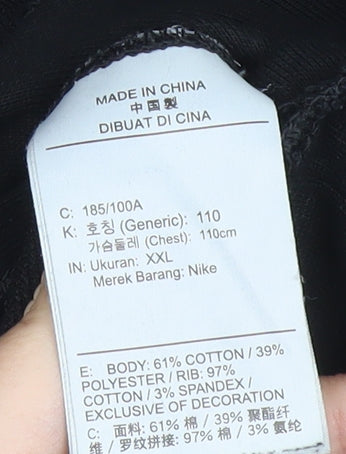 MADE IN CHINA
中国製
DIBUAT DI CINA
C: 185/100A
K: 호칭 (Generic): 110
가슴둘레 (Chest): 110cm
IN: Ukuran: XXL
Merek Barang: Nike
E: BODY: 61% COTTON / 39%
POLYESTER / RIB: 97%
COTTON / 3% SPANDEX /
EXCLUSIVE OF DECORATION
C: 面料: 61% 棉 / 39% 聚酯纤
维 / 罗纹拼接: 97% 棉 / 3% 氨纶